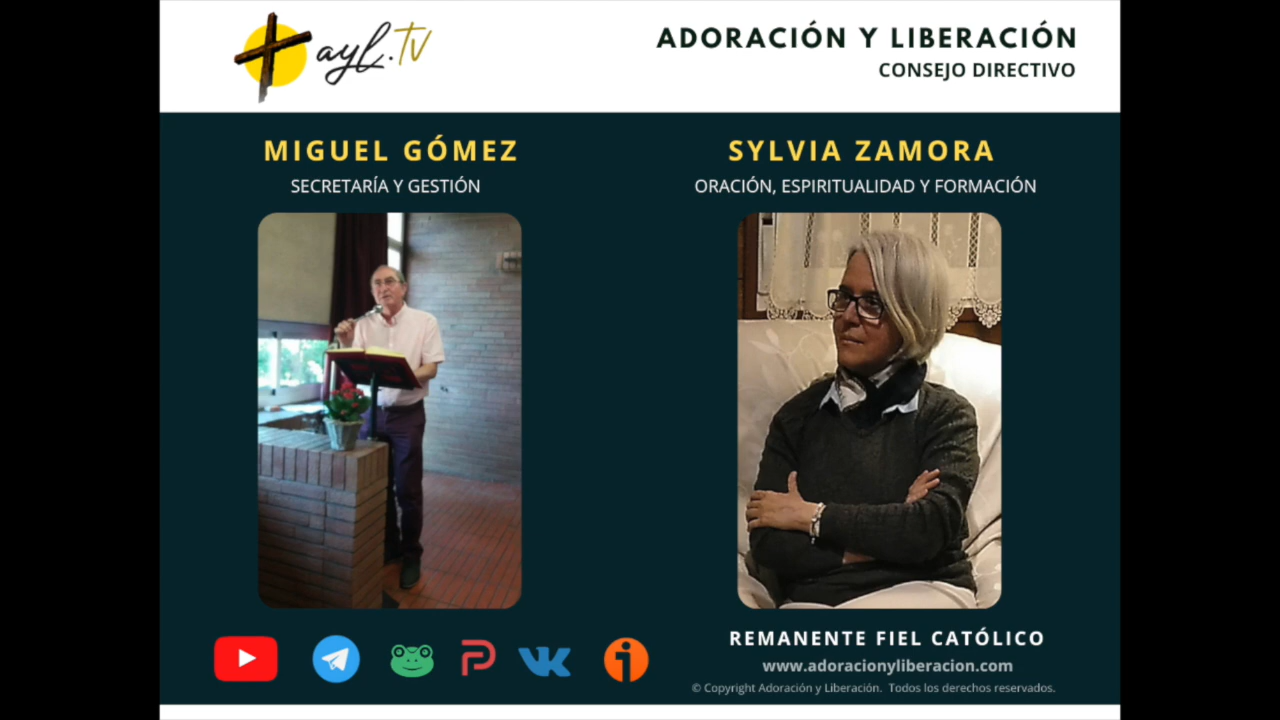 ayl.TV
ADORACIÓN Y LIBERACIÓN
CONSEJO DIRECTIVO
MIGUEL GÓMEZ
SECRETARÍA Y GESTIÓN
SYLVIA ZAMORA
ORACIÓN, ESPIRITUALIDAD Y FORMACIÓN
REMANENTE FIEL CATÓLICO
www.adoracionyliberacion.com
© Copyright Adoración y Liberación. Todos los derechos reservados.